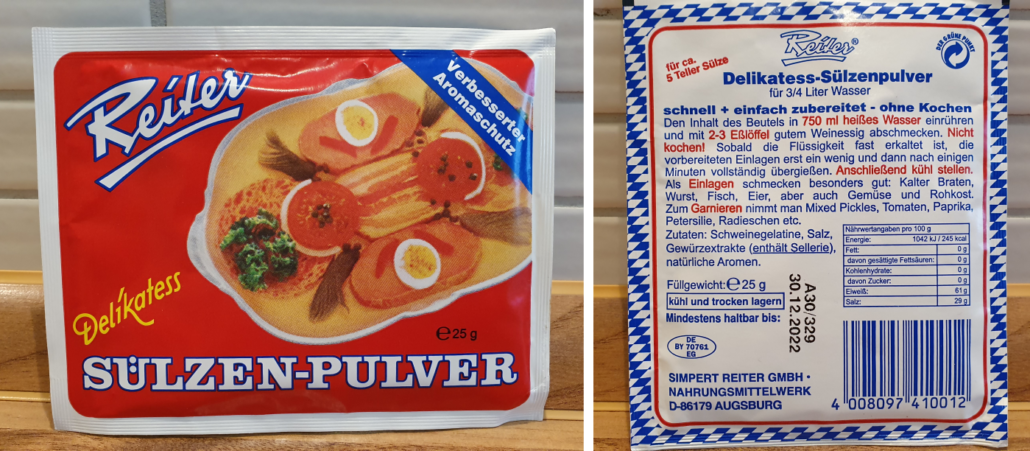 Reiter
Verbesserter
Aromaschutz
Delikatess
℮ 25 g
SÜLZEN-PULVER
Reiter®
DER GRÜNE PUNKT
für ca.
5 Teller Sülze
Delikatess-Sülzenpulver
für 3/4 Liter Wasser
schnell + einfach zubereitet - ohne Kochen
Den Inhalt des Beutels in 750 ml heißes Wasser einrühren
und mit 2-3 Eßlöffel gutem Weinessig abschmecken. Nicht
kochen! Sobald die Flüssigkeit fast erkaltet ist, die
vorbereiteten Einlagen erst ein wenig und dann nach einigen
Minuten vollständig übergießen. Anschließend kühl stellen.
Als Einlagen schmecken besonders gut: Kalter Braten,
Wurst, Fisch, Eier, aber auch Gemüse und Rohkost.
Zum Garnieren nimmt man Mixed Pickles, Tomaten, Paprika,
Petersilie, Radieschen etc.
Zutaten: Schweinegelatine, Salz,
Gewürzextrakte (enthält Sellerie),
natürliche Aromen.
Nährwertangaben pro 100 g
Energie: 1042 kJ / 245 kcal
Fett: 0 g
davon gesättigte Fettsäuren: 0 g
Kohlenhydrate: 0 g
davon Zucker: 0 g
Eiweiß: 61 g
Salz: 29 g
Füllgewicht: ℮ 25 g
kühl und trocken lagern
Mindestens haltbar bis:
A30/329
30.12.2022
DE
BY 70761
EG
SIMPERT REITER GMBH •
NAHRUNGSMITTELWERK
D-86179 AUGSBURG
4 008097 410012